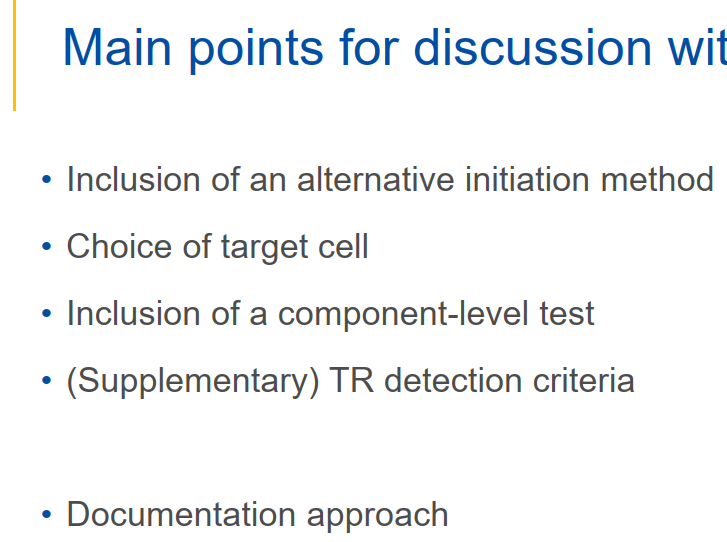 Main points for discussion wit
• Inclusion of an alternative initiation method
• Choice of target cell
• Inclusion of a component-level test
• (Supplementary) TR detection criteria
• Documentation approach